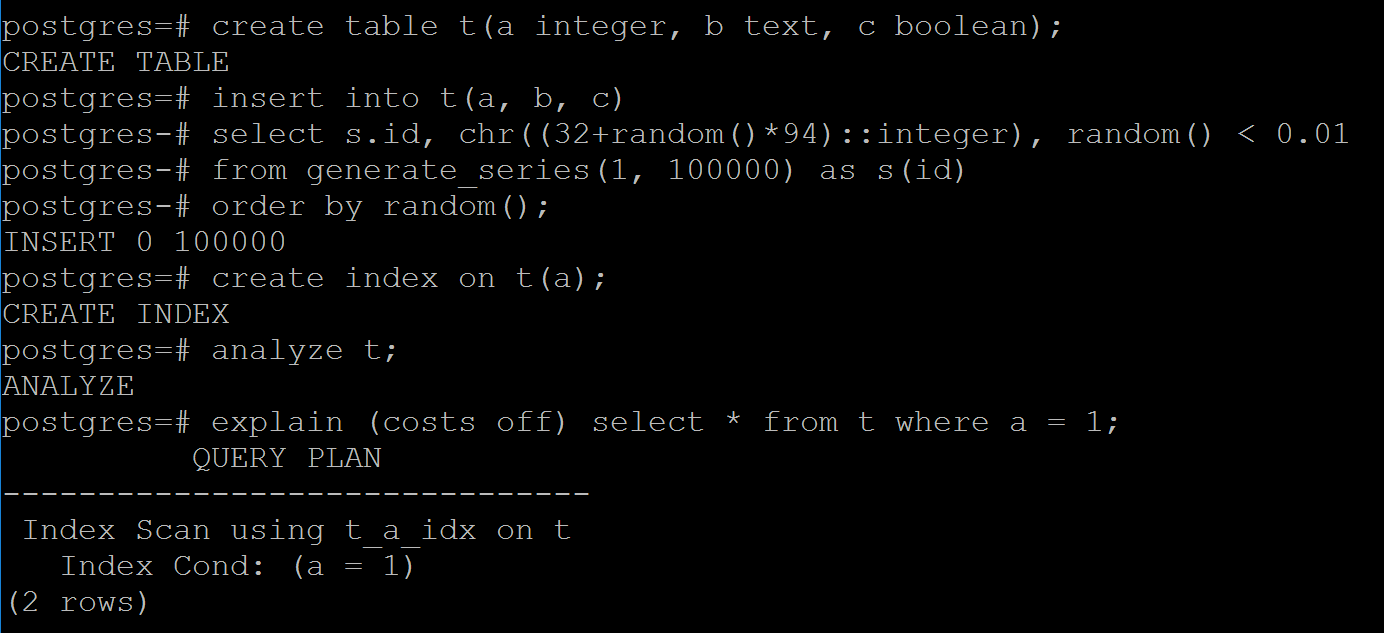 postgres=# create table t(a integer, b text, c boolean);
CREATE TABLE
postgres=# insert into t(a, b, c)
postgres-# select s.id, chr((32+random()*94)::integer), random() < 0.01
postgres-# from generate_series(1, 100000) as s(id)
postgres-# order by random();
INSERT 0 100000
postgres=# create index on t(a);
CREATE INDEX
postgres=# analyze t;
ANALYZE
postgres=# explain (costs off) select * from t where a = 1;
          QUERY PLAN
-------------------------------
 Index Scan using t_a_idx on t
   Index Cond: (a = 1)
(2 rows)